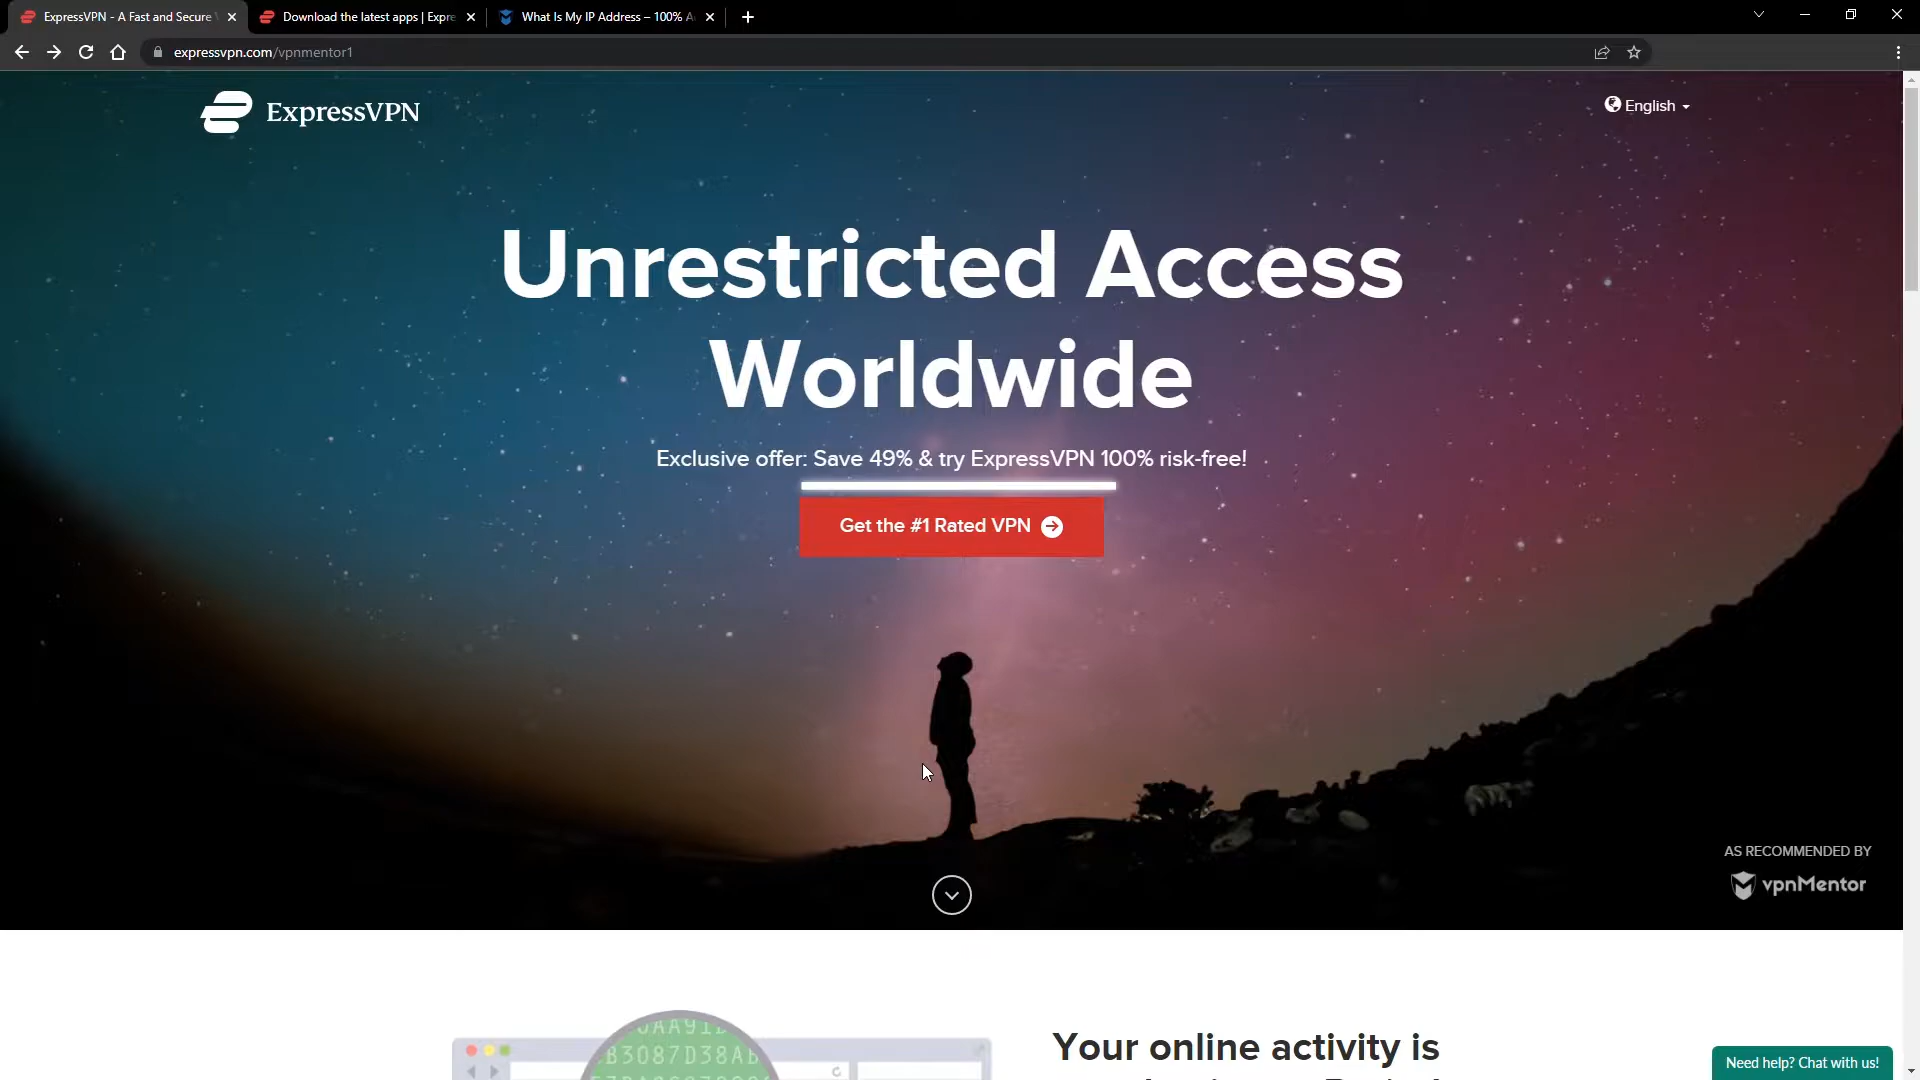 ExpressVPN - A Fast and Secure
Download the latest apps | Expre
What Is My IP Address – 100% A
expressvpn.com/vpnmentor1
ExpressVPN
English
Unrestricted Access
Worldwide
Exclusive offer: Save 49% & try ExpressVPN 100% risk-free!
Get the #1 Rated VPN
AS RECOMMENDED BY
vpnMentor
Your online activity is
B3087D38AB
Need help? Chat with us!